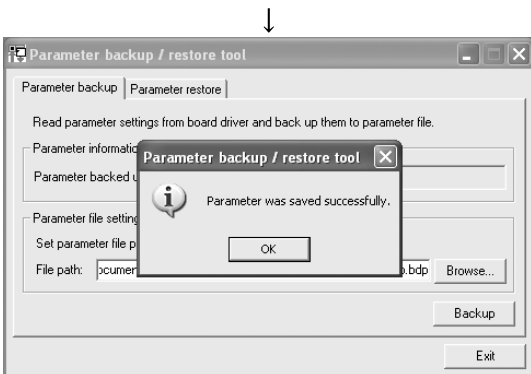 ↓
Parameter backup / restore tool
Parameter backup
Parameter restore
Read parameter settings from board driver and back up them to parameter file.
Parameter informatio
Parameter backed u
Parameter backup / restore tool
Parameter was saved successfully.
OK
Parameter file setting
Set parameter file p
File path:
.bdp
Browse...
Backup
Exit